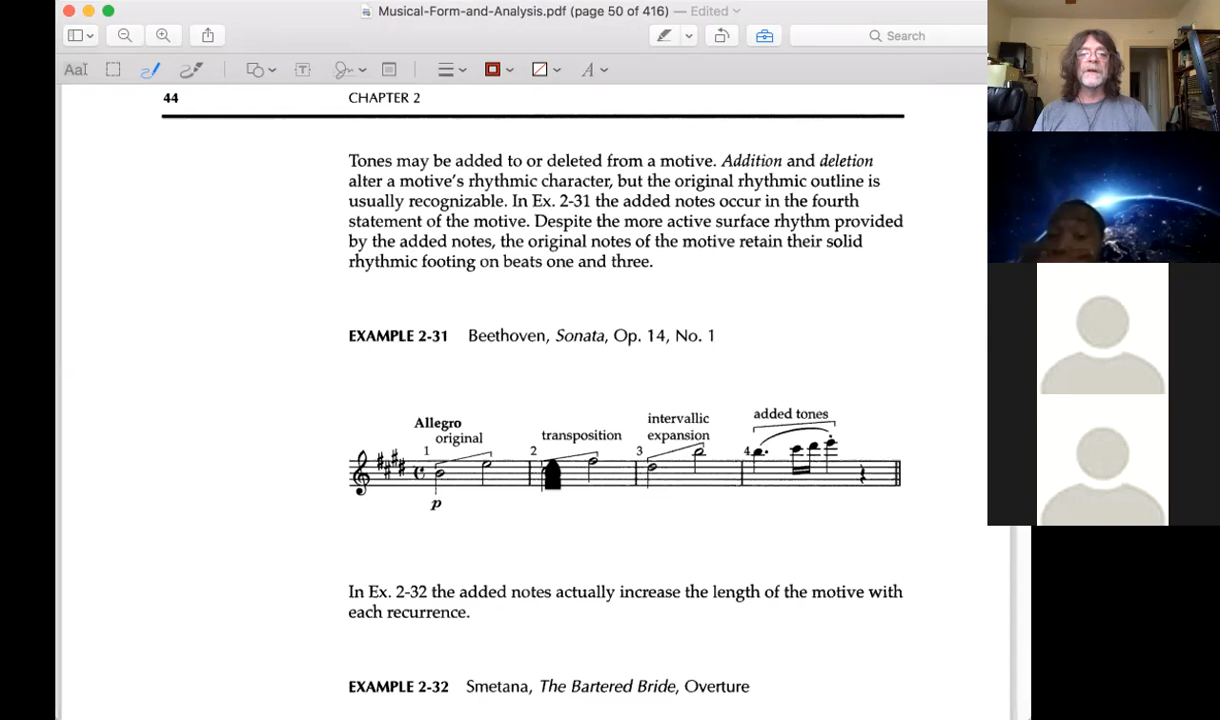 Musical-Form-and-Analysis.pdf (page 50 of 416) — Edited
Search
AaI
T
A
44 CHAPTER 2
Tones may be added to or deleted from a motive. Addition and deletion
alter a motive's rhythmic character, but the original rhythmic outline is
usually recognizable. In Ex. 2-31 the added notes occur in the fourth
statement of the motive. Despite the more active surface rhythm provided
by the added notes, the original notes of the motive retain their solid
rhythmic footing on beats one and three.
EXAMPLE 2-31 Beethoven, Sonata, Op. 14, No. 1
Allegro
original
transposition
intervallic
expansion
added tones
1 2 3 4
p
In Ex. 2-32 the added notes actually increase the length of the motive with
each recurrence.
EXAMPLE 2-32 Smetana, The Bartered Bride, Overture